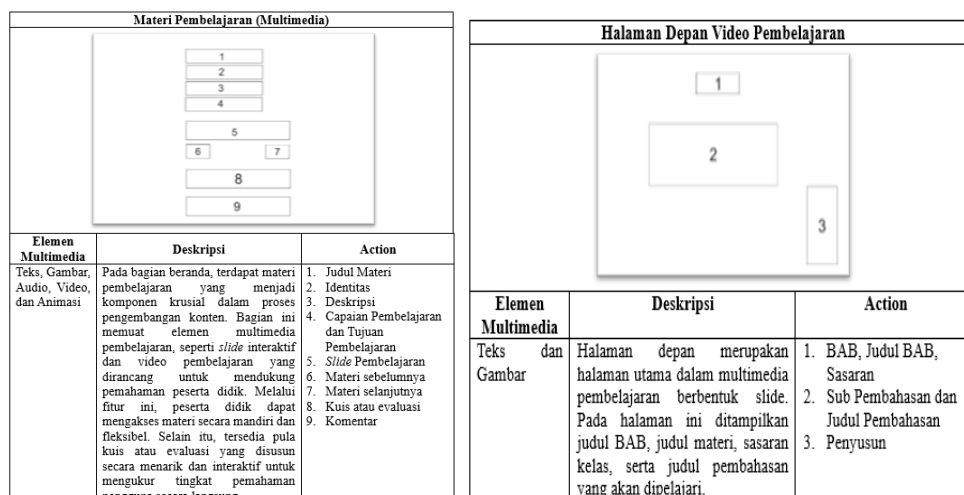 Materi Pembelajaran (Multimedia)
1
2
3
4
5
6 7
8
9
Elemen Multimedia
Deskripsi
Action
Teks, Gambar,
Audio, Video,
dan Animasi
Pada bagian beranda, terdapat materi
pembelajaran yang menjadi
komponen krusial dalam proses
pengembangan konten. Bagian ini
memuat elemen multimedia
pembelajaran, seperti slide interaktif
dan video pembelajaran yang
dirancang untuk mendukung
pemahaman peserta didik. Melalui
fitur ini, peserta didik dapat
mengakses materi secara mandiri dan
fleksibel. Selain itu, tersedia pula
kuis atau evaluasi yang disusun
secara menarik dan interaktif untuk
mengukur tingkat pemahaman
pengguna secara langsung.
1. Judul Materi
2. Identitas
3. Deskripsi
4. Capaian Pembelajaran
dan Tujuan
Pembelajaran
5. Slide Pembelajaran
6. Materi sebelumnya
7. Materi selanjutnya
8. Kuis atau evaluasi
9. Komentar
Halaman Depan Video Pembelajaran
1
2
3
Elemen
Multimedia
Deskripsi
Action
Teks dan
Gambar
Halaman depan merupakan
halaman utama dalam multimedia
pembelajaran berbentuk slide.
Pada halaman ini ditampilkan
judul BAB, judul materi, sasaran
kelas, serta judul pembahasan
yang akan dipelajari.
1. BAB, Judul BAB,
Sasaran
2. Sub Pembahasan dan
Judul Pembahasan
3. Penyusun